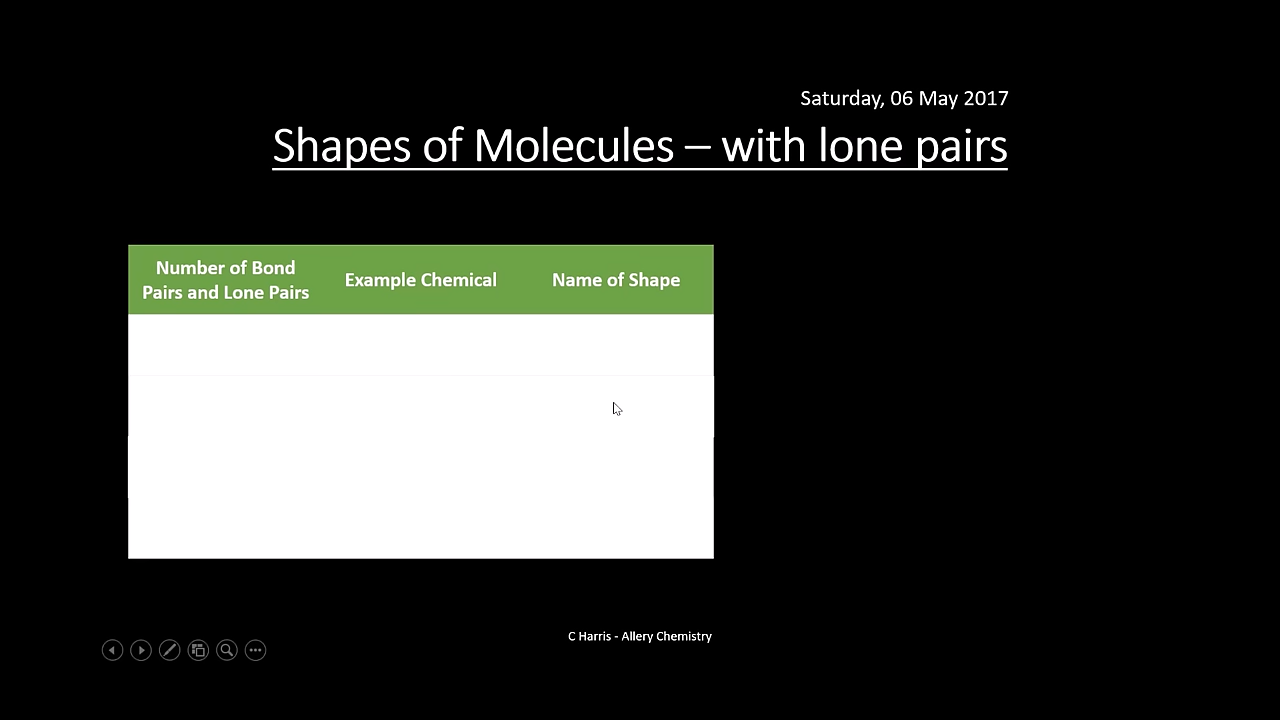 Saturday, 06 May 2017
Shapes of Molecules – with lone pairs
Number of Bond
Pairs and Lone Pairs
Example Chemical
Name of Shape
C Harris - Allery Chemistry